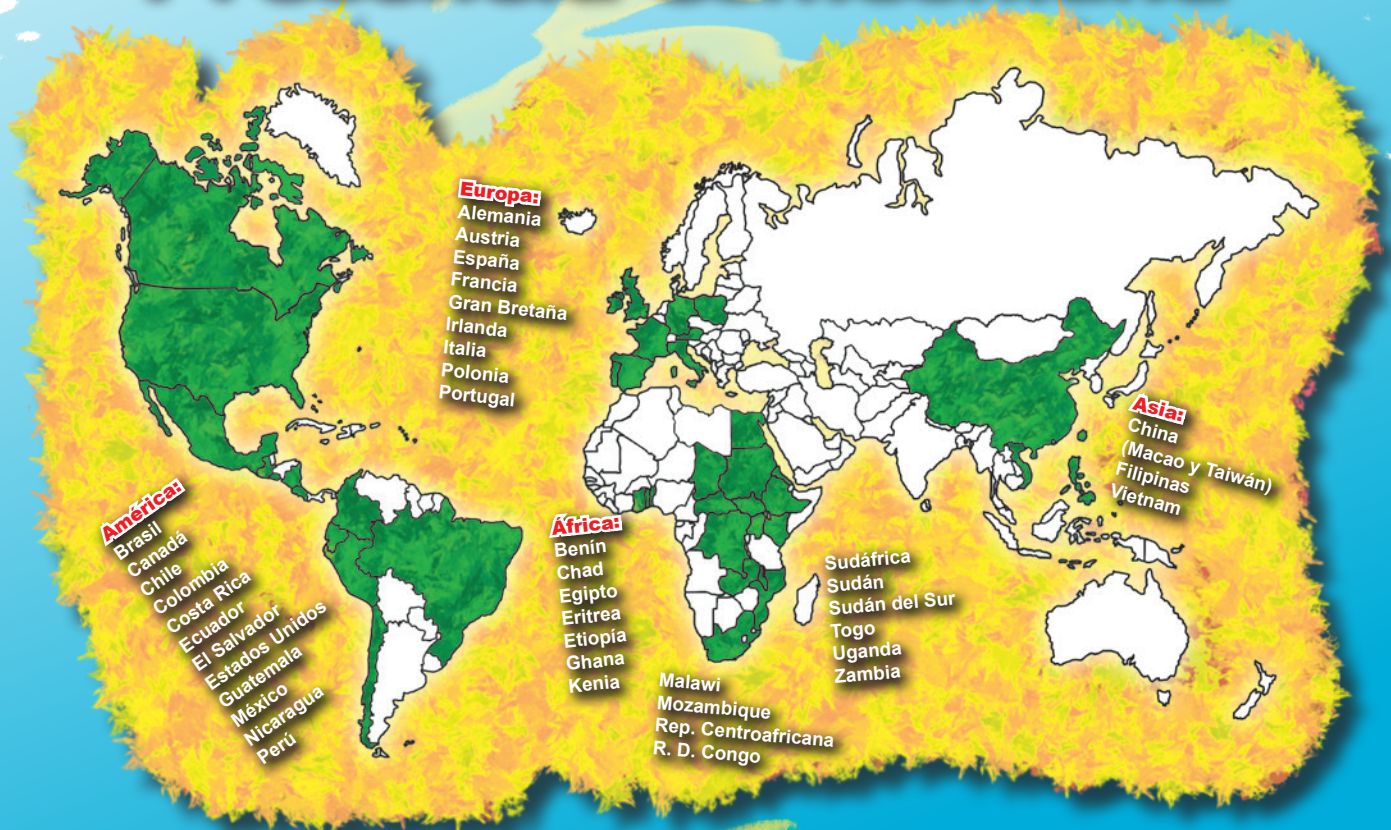 Europa:
Alemania
Austria
España
Francia
Gran Bretaña
Irlanda
Italia
Polonia
Portugal
Asia:
China
(Macao y Taiwán)
Filipinas
Vietnam
América:
Brasil
Canadá
Chile
Colombia
Costa Rica
Ecuador
El Salvador
Estados Unidos
Guatemala
México
Nicaragua
Perú
África:
Benín
Chad
Egipto
Eritrea
Etiopía
Ghana
Kenia
Malawi
Mozambique
Rep. Centroafricana
R. D. Congo
Sudáfrica
Sudán
Sudán del Sur
Togo
Uganda
Zambia